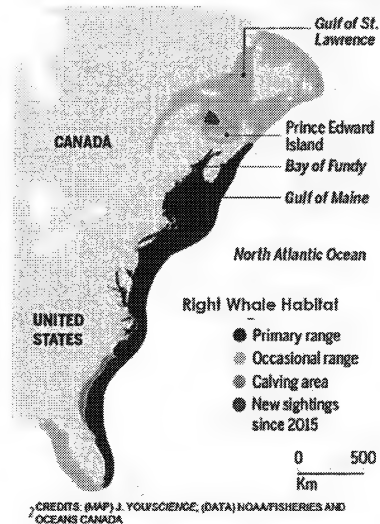 Gulf of St.
Lawrence
CANADA
Prince Edward
Island
Bay of Fundy
Gulf of Maine
North Atlantic Ocean
Right Whale Habitat
UNITED
STATES
Primary range
Occasional range
Calving area
New sightings
since 2015
0 500
Km
CREDITS: (MAP) J. YOU/SCIENCE; (DATA) NOAA/FISHERIES AND
OCEANS CANADA